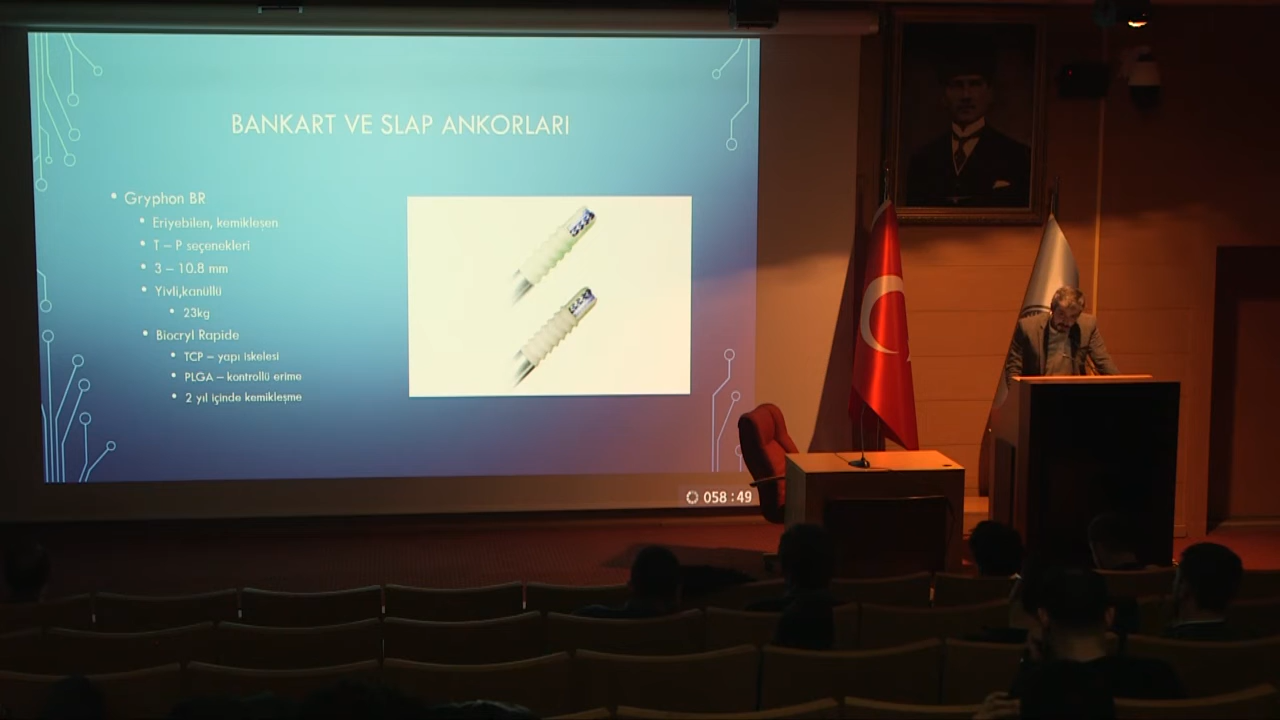 BANKART VE SLAP ANKORLARI
• Gryphon BR
• Eriyebilen, kemikleşen
• T – P seçenekleri
• 3 – 10.8 mm
• Yivli,kanüllü
• 23kg
• Biocryl Rapide
• TCP – yapı iskelesi
• PLGA – kontrollü erime
• 2 yıl içinde kemikleşme
058 : 49